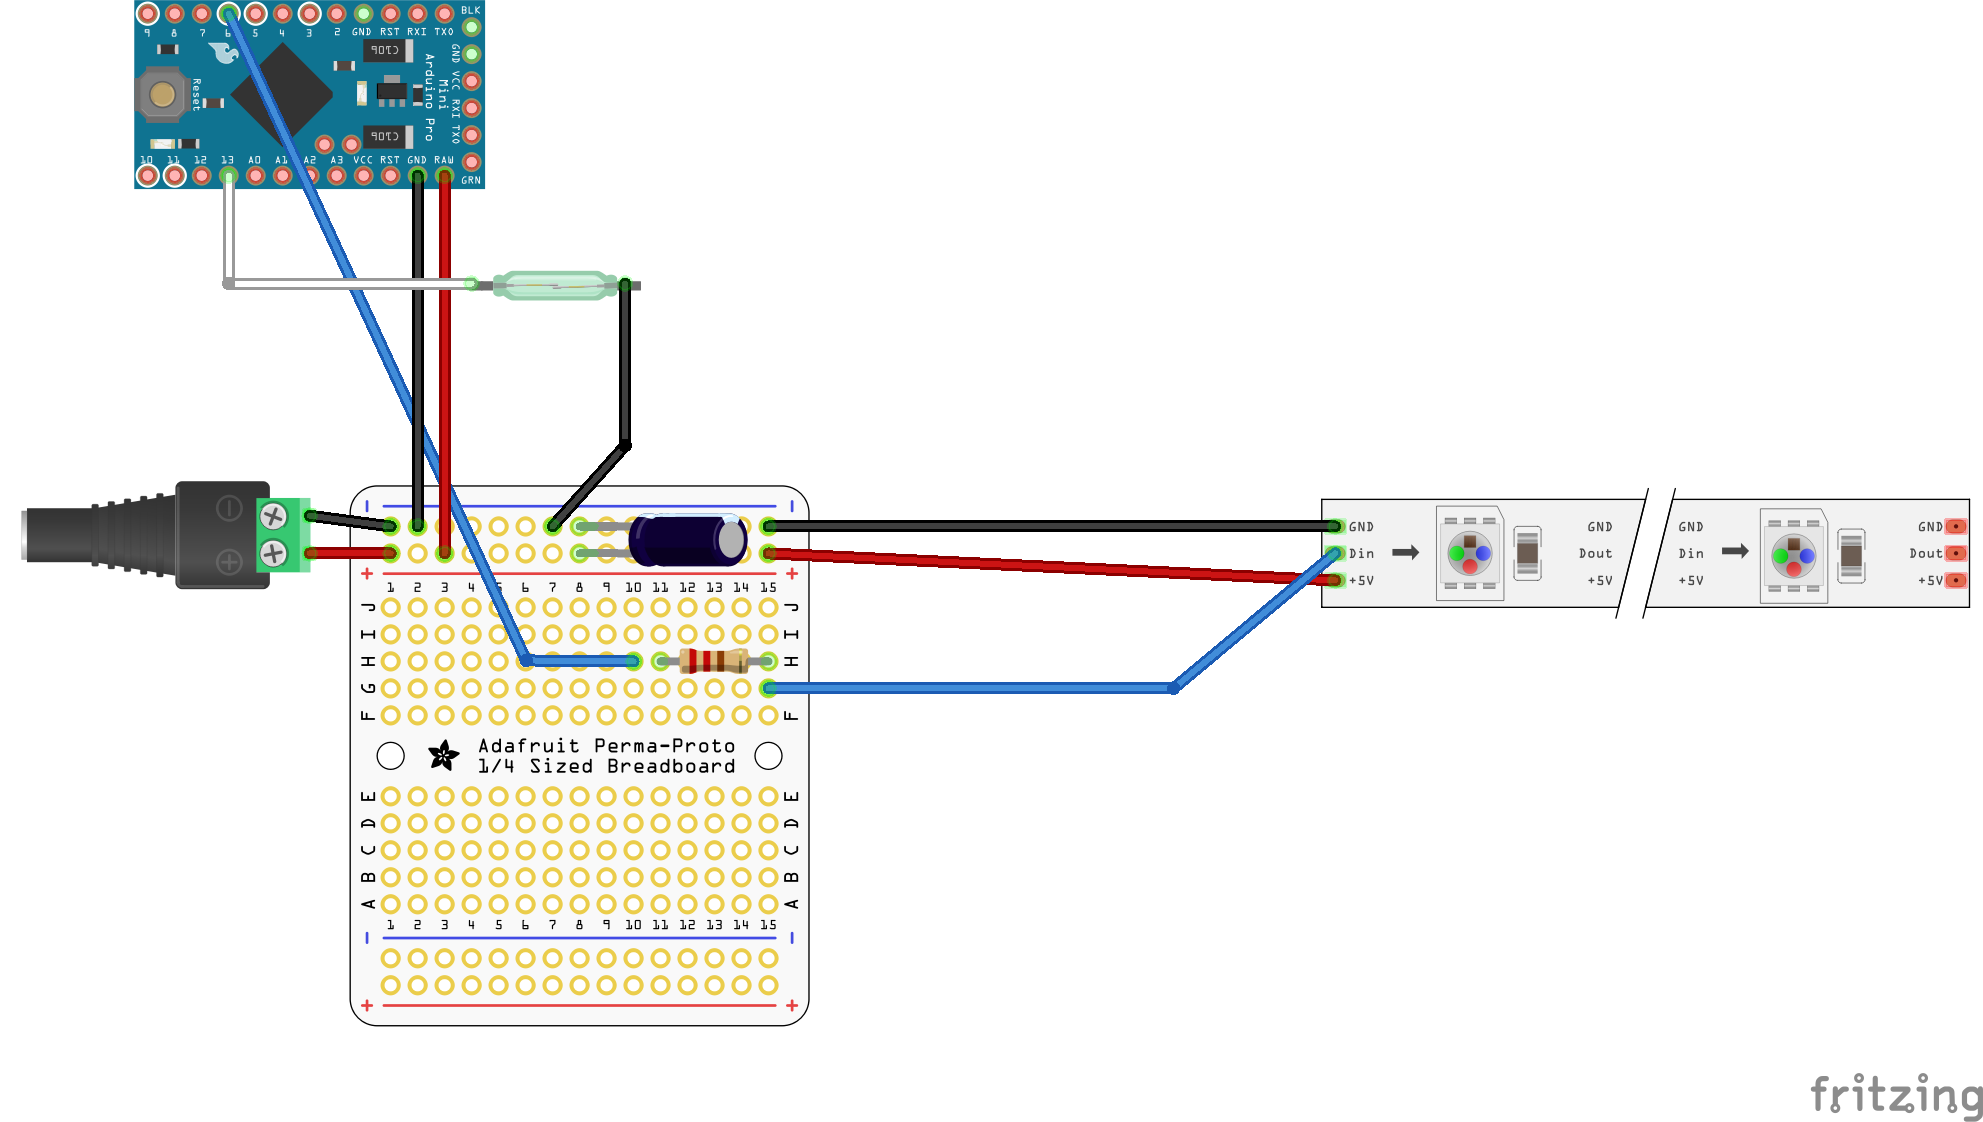 BLK
9 8 7 6 5 4 3 2 GND RST RXI TXO
GND VCC RXI TXO
Arduino Pro
Mini
Reset
C10P
C10P
10 11 12 13 A0 A1 A2 A3 VCC RST GND RAW
GRN
− −
+ +
1 2 3 4 5 6 7 8 9 10 11 12 13 14 15
J J
I I
H H
G
F F
Adafruit Perma-Proto
1/4 Sized Breadboard
E E
D D
C C
B B
A A
1 2 3 4 5 6 7 8 9 10 11 12 13 14 15
− −
+ +
GND GND GND GND
Din Dout Din Dout
+5V +5V +5V +5V
fritzing